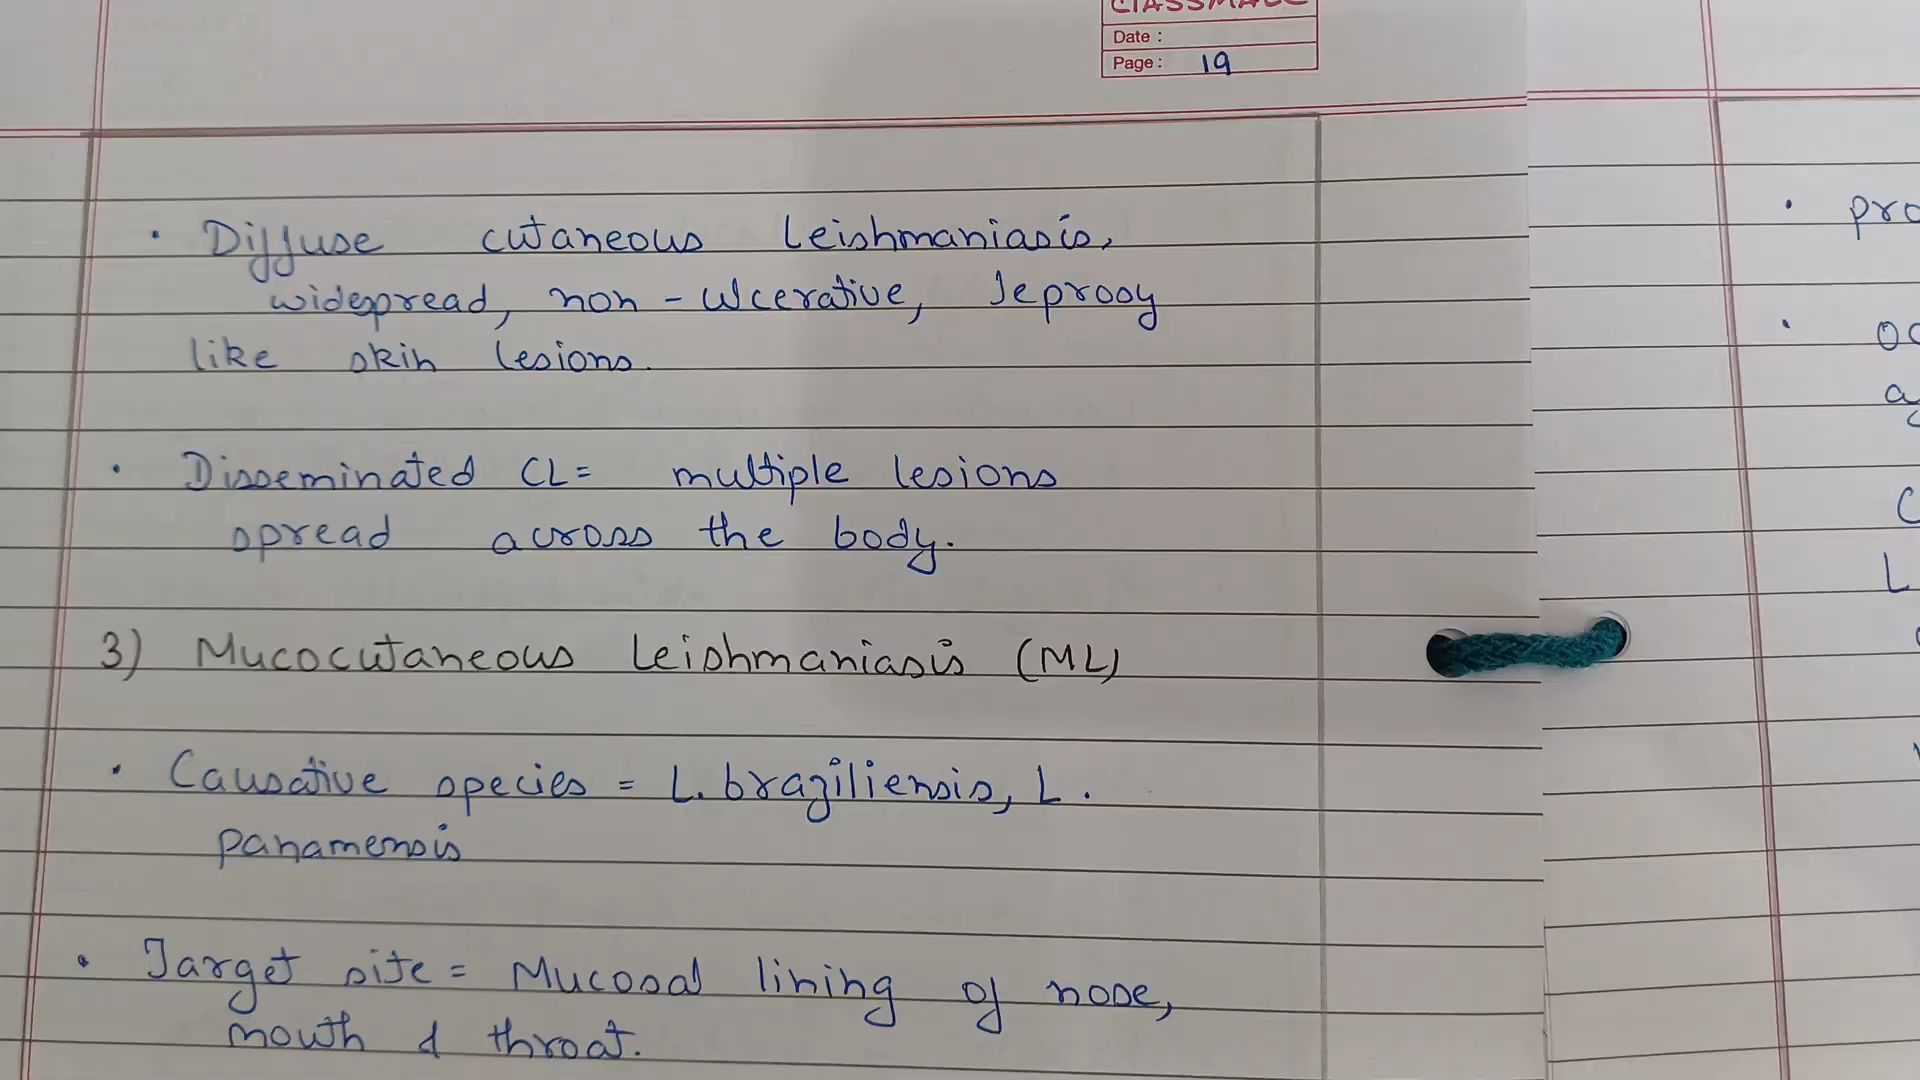 classmate
Date :
Page : 19
• Diffuse cutaneous Leishmaniasis,
widespread, non-ulcerative, leprosy
like skin lesions.
• Disseminated CL = multiple lesions
spread across the body.
3) Mucocutaneous Leishmaniasis (ML)
• Causative species = L. braziliensis, L.
panamensis
• Target site = Mucosal lining of nose,
mouth & throat.